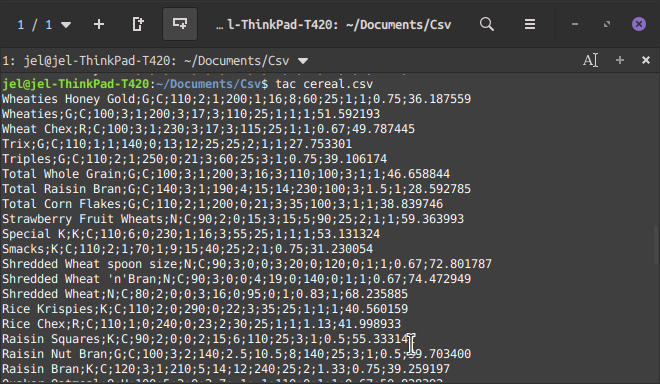 1 / 1
… l-ThinkPad-T420: ~/Documents/Csv
1: jel@jel-ThinkPad-T420: ~/Documents/Csv
jel@jel-ThinkPad-T420:~/Documents/Csv$ tac cereal.csv
Wheaties Honey Gold;G;C;110;2;1;200;1;16;8;60;25;1;1;0.75;36.187559
Wheaties;G;C;100;3;1;200;3;17;3;110;25;1;1;1;51.592193
Wheat Chex;R;C;100;3;1;230;3;17;3;115;25;1;1;0.67;49.787445
Trix;G;C;110;1;1;140;0;13;12;25;25;2;1;1;27.753301
Triples;G;C;110;2;1;250;0;21;3;60;25;3;1;0.75;39.106174
Total Whole Grain;G;C;100;3;1;200;3;16;3;110;100;3;1;1;46.658844
Total Raisin Bran;G;C;140;3;1;190;4;15;14;230;100;3;1.5;1;28.592785
Total Corn Flakes;G;C;110;2;1;200;0;21;3;35;100;3;1;1;38.839746
Strawberry Fruit Wheats;N;C;90;2;0;15;3;15;5;90;25;2;1;1;59.363993
Special K;K;C;110;6;0;230;1;16;3;55;25;1;1;1;53.131324
Smacks;K;C;110;2;1;70;1;9;15;40;25;2;1;0.75;31.230054
Shredded Wheat spoon size;N;C;90;3;0;0;3;20;0;120;0;1;1;0.67;72.801787
Shredded Wheat 'n'Bran;N;C;90;3;0;0;4;19;0;140;0;1;1;0.67;74.472949
Shredded Wheat;N;C;80;2;0;0;3;16;0;95;0;1;0.83;1;68.235885
Rice Krispies;K;C;110;2;0;290;0;22;3;35;25;1;1;1;40.560159
Rice Chex;R;C;110;1;0;240;0;23;2;30;25;1;1;1.13;41.998933
Raisin Squares;K;C;90;2;0;0;2;15;6;110;25;3;1;0.5;55.333142
Raisin Nut Bran;G;C;100;3;2;140;2.5;10.5;8;140;25;3;1;0.5;39.703400
Raisin Bran;K;C;120;3;1;210;5;14;12;240;25;2;1.33;0.75;39.259197